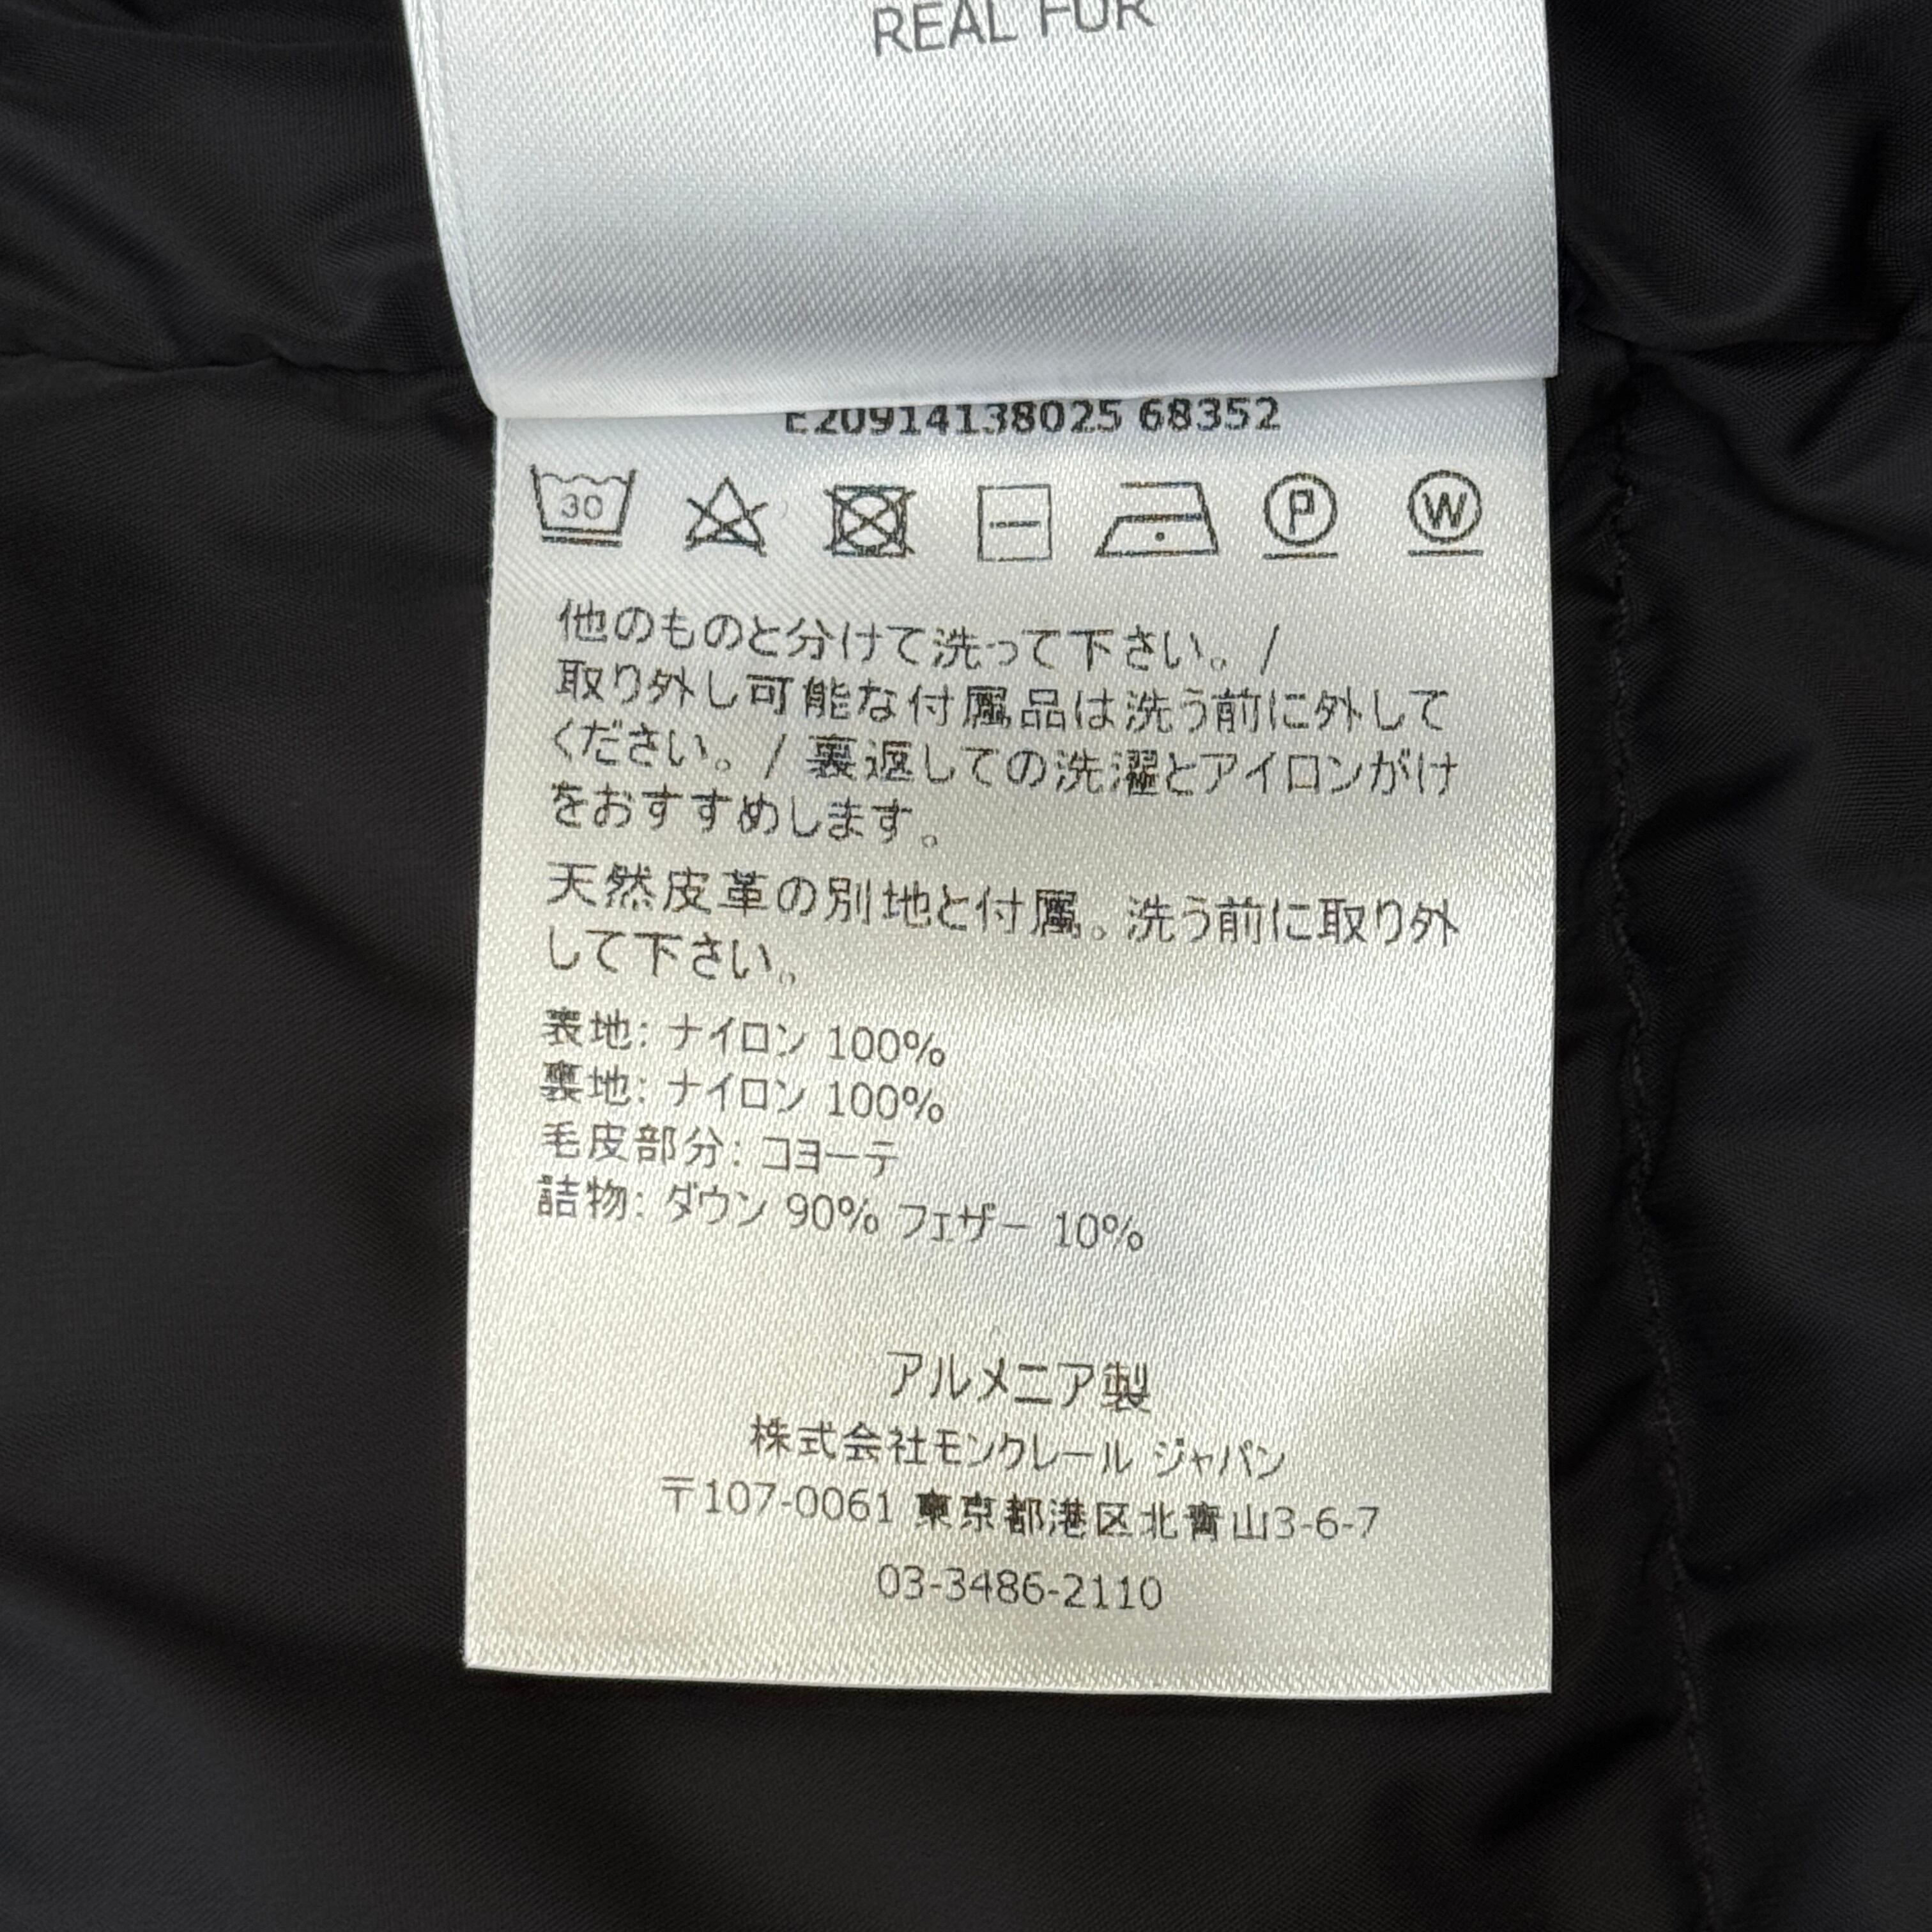 REAL FUR
E20914138025 68352
30
P
W
他のものと分けて洗って下さい。/
取り外し可能な付属品は洗う前に外して
ください。/ 裏返しての洗濯とアイロンがけ
をおすすめします。
天然皮革の別地と付属。洗う前に取り外
して下さい。
表地: ナイロン 100%
裏地: ナイロン 100%
毛皮部分: コヨーテ
詰物: ダウン 90% フェザー 10%
アルメニア製
株式会社モンクレール ジャパン
〒107-0061 東京都港区北青山3-6-7
03-3486-2110